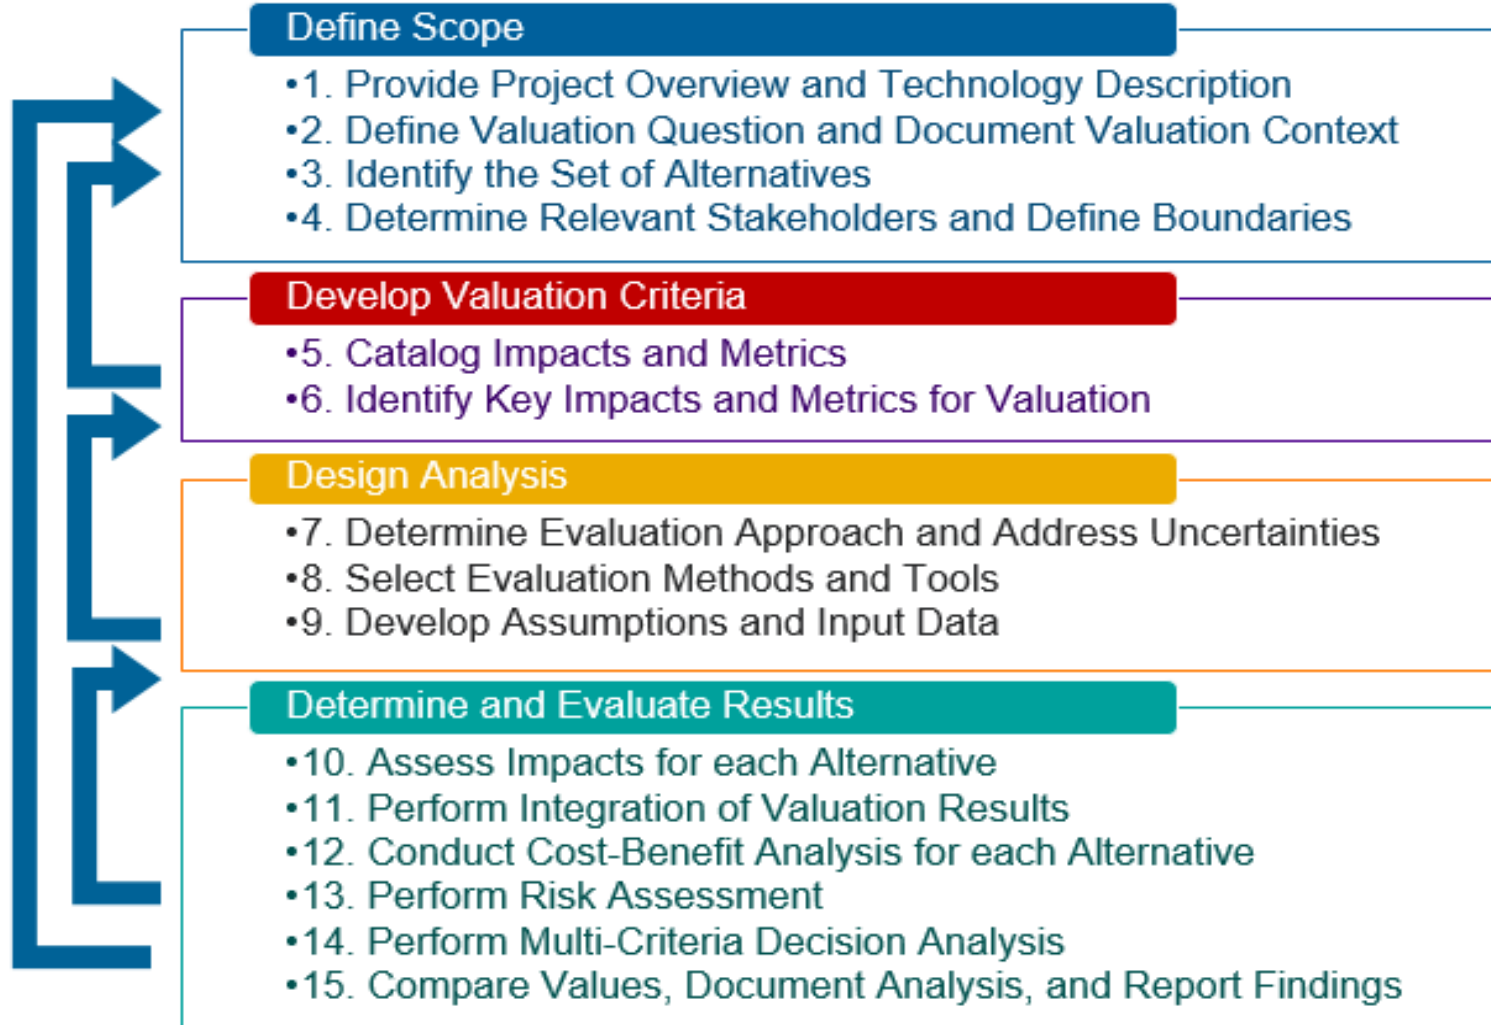 Define Scope
•1. Provide Project Overview and Technology Description
•2. Define Valuation Question and Document Valuation Context
•3. Identify the Set of Alternatives
•4. Determine Relevant Stakeholders and Define Boundaries
Develop Valuation Criteria
•5. Catalog Impacts and Metrics
•6. Identify Key Impacts and Metrics for Valuation
Design Analysis
•7. Determine Evaluation Approach and Address Uncertainties
•8. Select Evaluation Methods and Tools
•9. Develop Assumptions and Input Data
Determine and Evaluate Results
•10. Assess Impacts for each Alternative
•11. Perform Integration of Valuation Results
•12. Conduct Cost-Benefit Analysis for each Alternative
•13. Perform Risk Assessment
•14. Perform Multi-Criteria Decision Analysis
•15. Compare Values, Document Analysis, and Report Findings